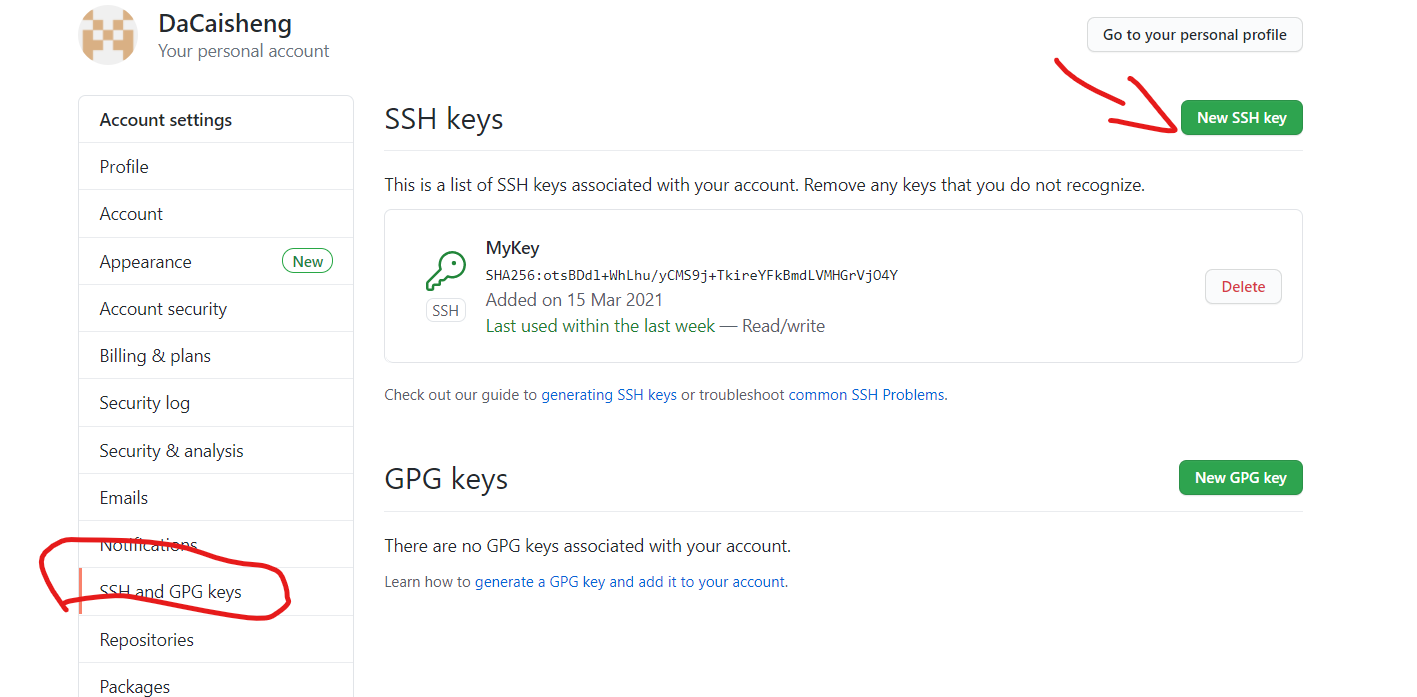 DaCaisheng
Your personal account
Go to your personal profile
Account settings
Profile
Account
Appearance New
Account security
Billing & plans
Security log
Security & analysis
Emails
Notifications
SSH and GPG keys
Repositories
Packages
SSH keys
New SSH key
This is a list of SSH keys associated with your account. Remove any keys that you do not recognize.
MyKey
SHA256:otsBDdl+WhLhu/yCMS9j+TkireYFkBmdLVMHGrVjO4Y
SSH
Added on 15 Mar 2021
Last used within the last week — Read/write
Delete
Check out our guide to generating SSH keys or troubleshoot common SSH Problems.
GPG keys
New GPG key
There are no GPG keys associated with your account.
Learn how to generate a GPG key and add it to your account.